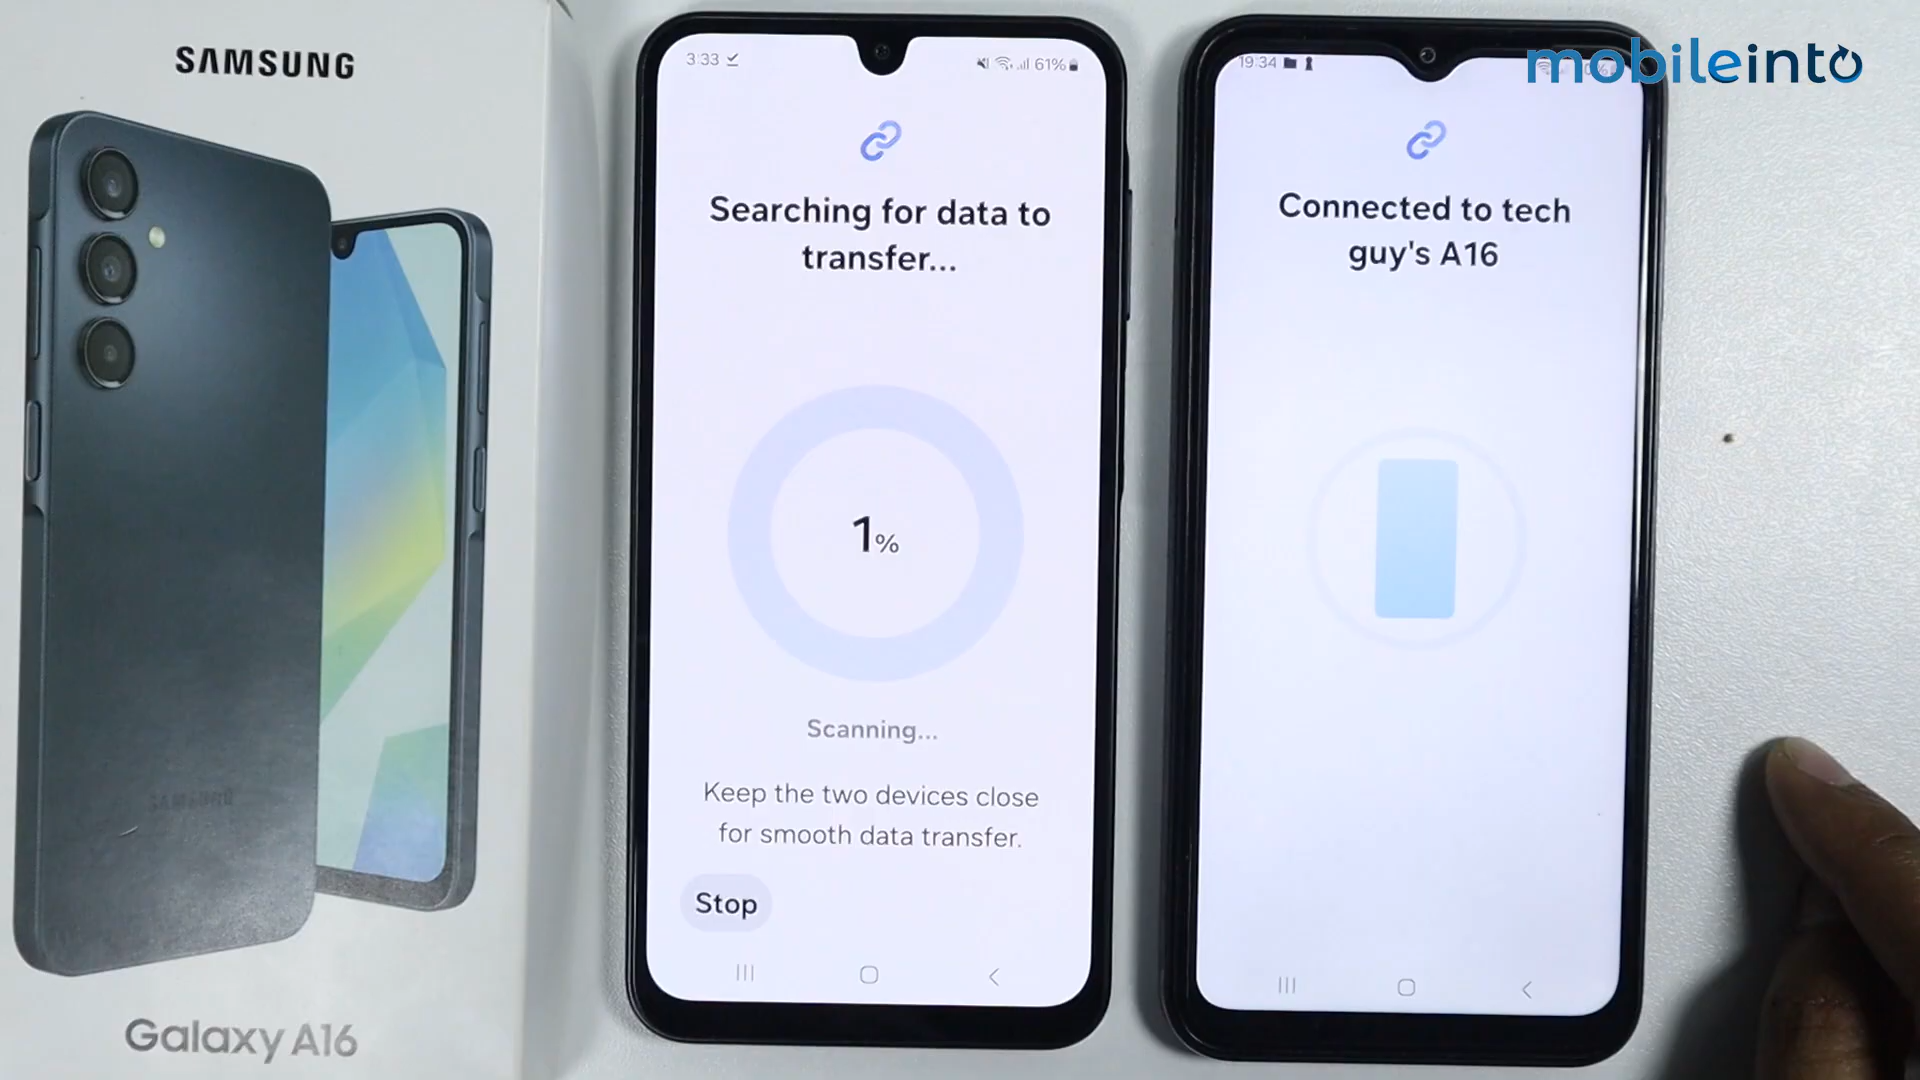 SAMSUNG
SAMSUNG
Galaxy A16
3:33
61%
Searching for data to
transfer...
1%
Scanning...
Keep the two devices close
for smooth data transfer.
Stop
19:34
Connected to tech
guy's A16
mobileinto